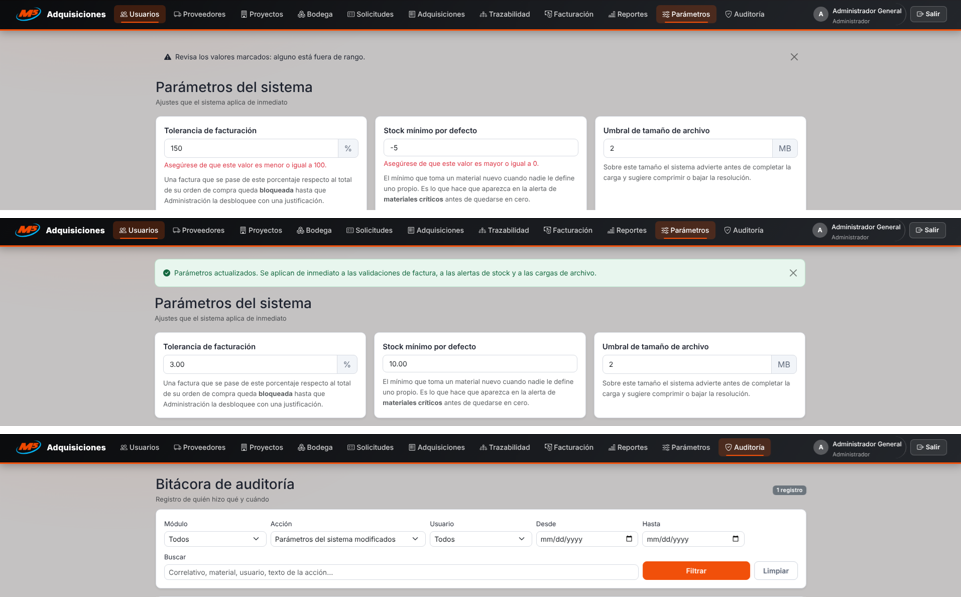 MS Adquisiciones Usuarios Proveedores Proyectos Bodega Solicitudes Adquisiciones Trazabilidad Facturación Reportes Parámetros Auditoría A Administrador General Administrador Salir
Revisa los valores marcados: alguno está fuera de rango.
Parámetros del sistema
Ajustes que el sistema aplica de inmediato
Tolerancia de facturación
150 %
Asegúrese de que este valor es menor o igual a 100.
Una factura que se pase de este porcentaje respecto al total
de su orden de compra queda bloqueada hasta que
Administración la desbloquee con una justificación.
Stock mínimo por defecto
-5
Asegúrese de que este valor es mayor o igual a 0.
El mínimo que toma un material nuevo cuando nadie le define
uno propio. Es lo que hace que aparezca en la alerta de
materiales críticos antes de quedarse en cero.
Umbral de tamaño de archivo
2 MB
Sobre este tamaño el sistema advierte antes de completar la
carga y sugiere comprimir o bajar la resolución.
MS Adquisiciones Usuarios Proveedores Proyectos Bodega Solicitudes Adquisiciones Trazabilidad Facturación Reportes Parámetros Auditoría A Administrador General Administrador Salir
Parámetros actualizados. Se aplican de inmediato a las validaciones de factura, a las alertas de stock y a las cargas de archivo.
Parámetros del sistema
Ajustes que el sistema aplica de inmediato
Tolerancia de facturación
3.00 %
Una factura que se pase de este porcentaje respecto al total
de su orden de compra queda bloqueada hasta que
Administración la desbloquee con una justificación.
Stock mínimo por defecto
10.00
El mínimo que toma un material nuevo cuando nadie le define
uno propio. Es lo que hace que aparezca en la alerta de
materiales críticos antes de quedarse en cero.
Umbral de tamaño de archivo
2 MB
Sobre este tamaño el sistema advierte antes de completar la
carga y sugiere comprimir o bajar la resolución.
MS Adquisiciones Usuarios Proveedores Proyectos Bodega Solicitudes Adquisiciones Trazabilidad Facturación Reportes Parámetros Auditoría A Administrador General Administrador Salir
Bitácora de auditoría
Registro de quién hizo qué y cuándo
1 registro
Módulo Acción Usuario Desde Hasta
Todos Parámetros del sistema modificados Todos mm/dd/yyyy mm/dd/yyyy
Buscar
Correlativo, material, usuario, texto de la acción... Filtrar Limpiar